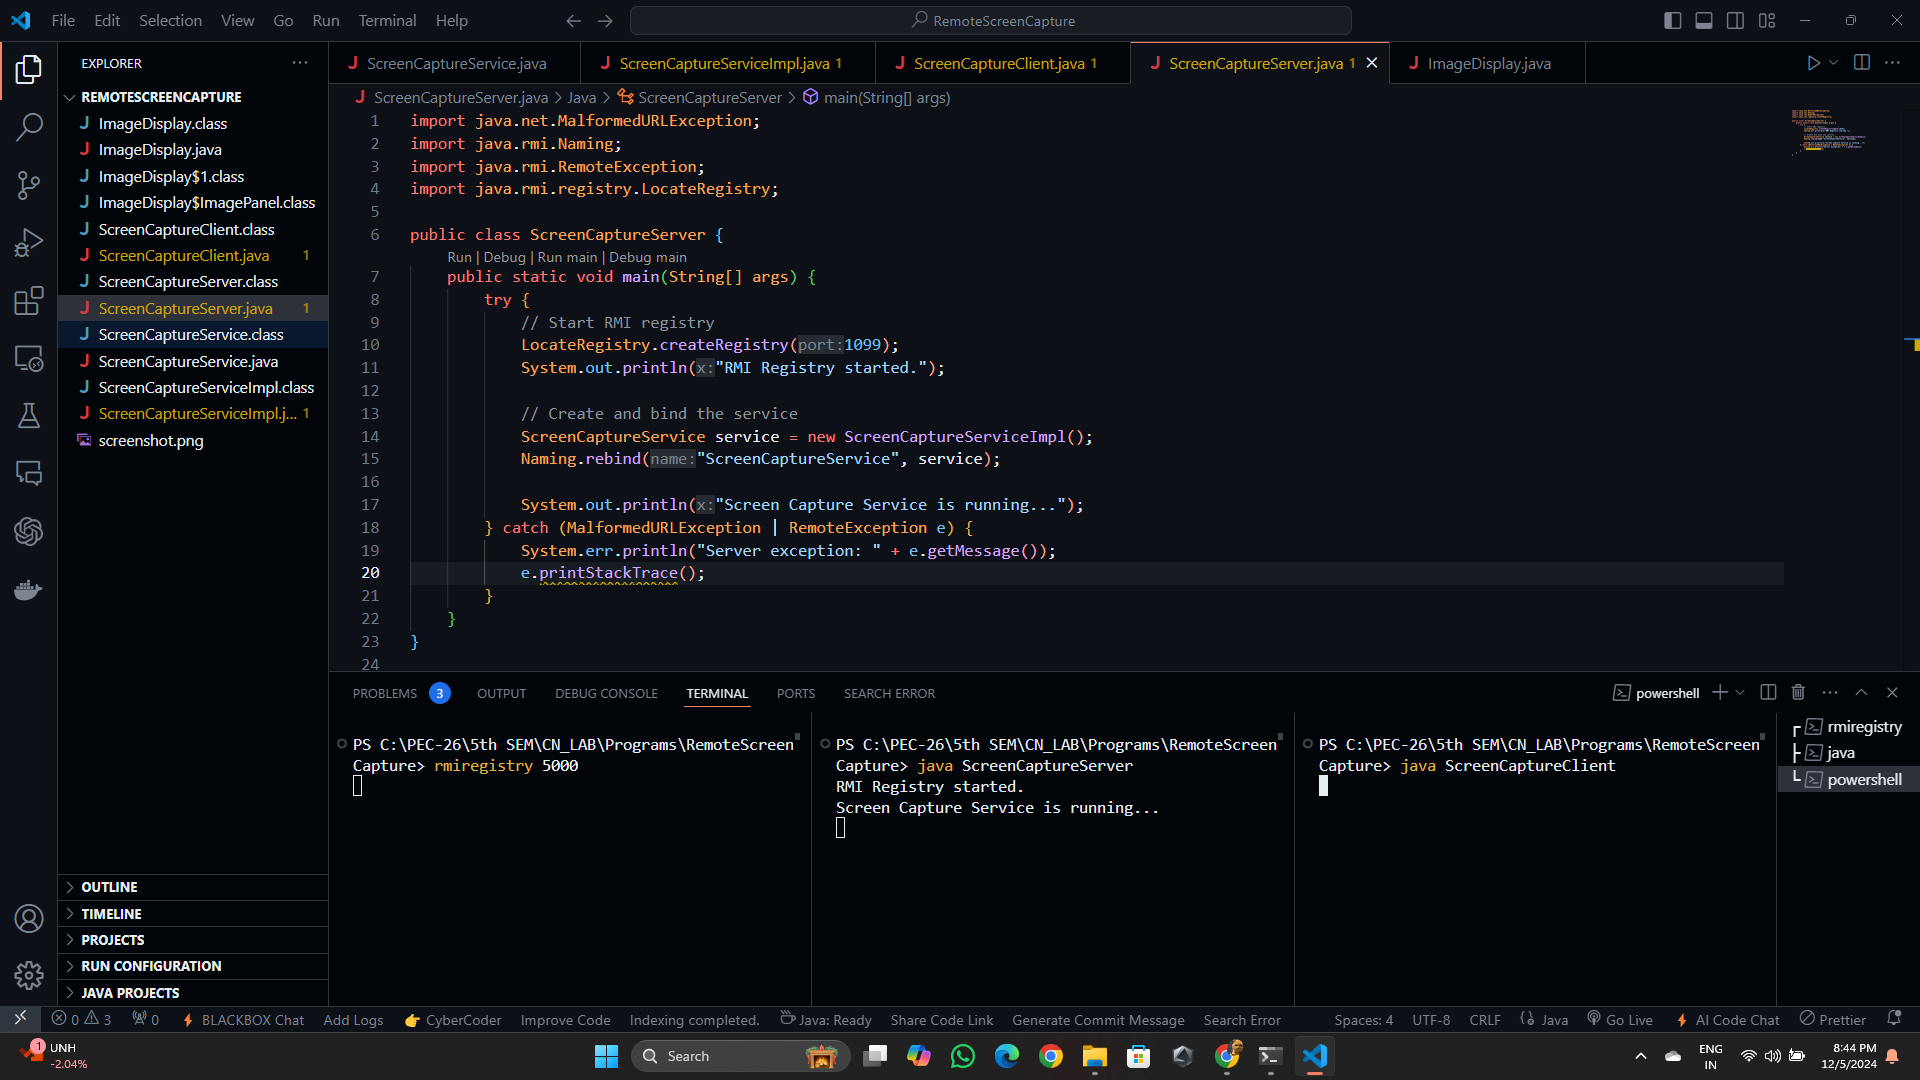 File Edit Selection View Go Run Terminal Help
RemoteScreenCapture
EXPLORER
ScreenCaptureService.java
ScreenCaptureServiceImpl.java 1
ScreenCaptureClient.java 1
ScreenCaptureServer.java 1
ImageDisplay.java
REMOTESCREENCAPTURE
ImageDisplay.class
ImageDisplay.java
ImageDisplay$1.class
ImageDisplay$ImagePanel.class
ScreenCaptureClient.class
ScreenCaptureClient.java 1
ScreenCaptureServer.class
ScreenCaptureServer.java 1
ScreenCaptureService.class
ScreenCaptureService.java
ScreenCaptureServiceImpl.class
ScreenCaptureServiceImpl.j... 1
screenshot.png
OUTLINE
TIMELINE
PROJECTS
RUN CONFIGURATION
JAVA PROJECTS
ScreenCaptureServer.java > Java > ScreenCaptureServer > main(String[] args)
1 import java.net.MalformedURLException;
2 import java.rmi.Naming;
3 import java.rmi.RemoteException;
4 import java.rmi.registry.LocateRegistry;
5
6 public class ScreenCaptureServer {
Run | Debug | Run main | Debug main
7 public static void main(String[] args) {
8 try {
9 // Start RMI registry
10 LocateRegistry.createRegistry(port:1099);
11 System.out.println(x:"RMI Registry started.");
12
13 // Create and bind the service
14 ScreenCaptureService service = new ScreenCaptureServiceImpl();
15 Naming.rebind(name:"ScreenCaptureService", service);
16
17 System.out.println(x:"Screen Capture Service is running...");
18 } catch (MalformedURLException | RemoteException e) {
19 System.err.println("Server exception: " + e.getMessage());
20 e.printStackTrace();
21 }
22 }
23 }
24
PROBLEMS 3 OUTPUT DEBUG CONSOLE TERMINAL PORTS SEARCH ERROR
powershell
PS C:\PEC-26\5th SEM\CN_LAB\Programs\RemoteScreen
Capture> rmiregistry 5000
PS C:\PEC-26\5th SEM\CN_LAB\Programs\RemoteScreen
Capture> java ScreenCaptureServer
RMI Registry started.
Screen Capture Service is running...
PS C:\PEC-26\5th SEM\CN_LAB\Programs\RemoteScreen
Capture> java ScreenCaptureClient
rmiregistry
java
powershell
0 3 0 BLACKBOX Chat Add Logs CyberCoder Improve Code Indexing completed. Java: Ready Share Code Link Generate Commit Message Search Error Spaces: 4 UTF-8 CRLF Java Go Live AI Code Chat Prettier
1 UNH
-2.04%
Search
ENG
IN
8:44 PM
12/5/2024